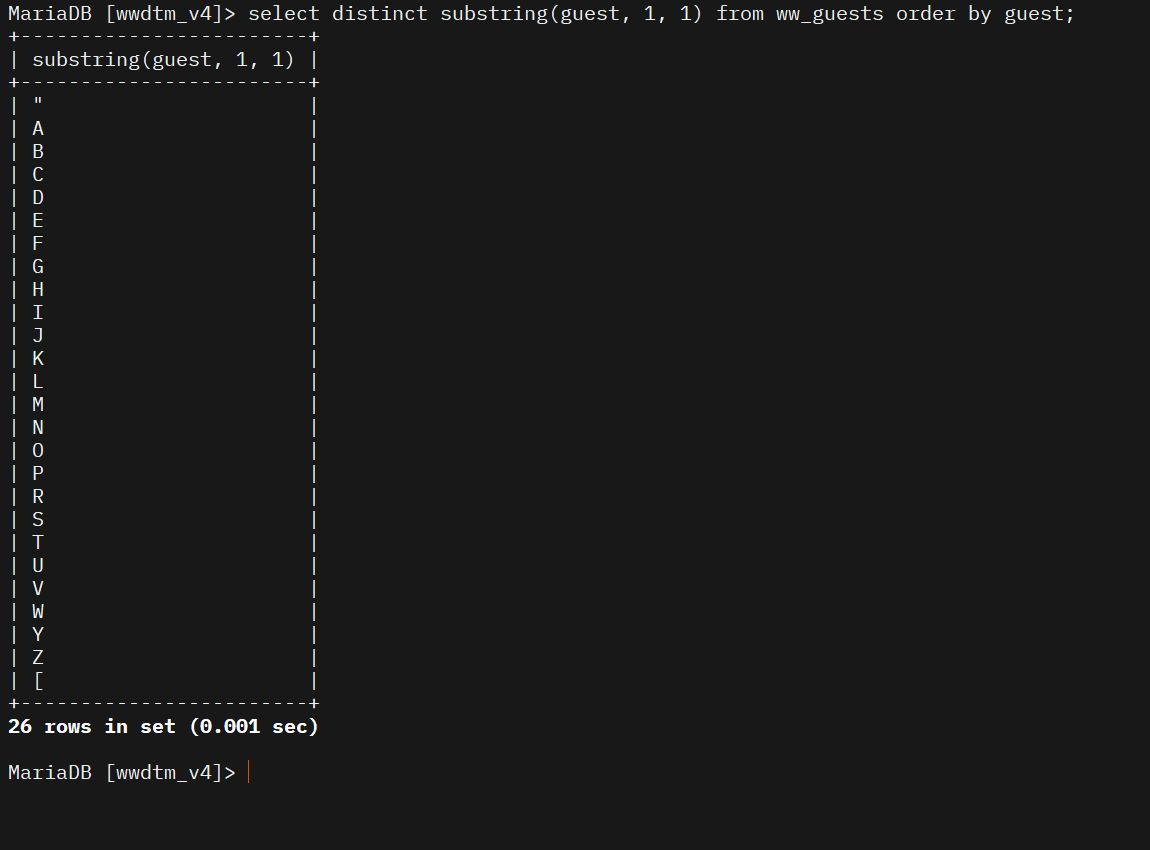 MariaDB [wwdtm_v4]> select distinct substring(guest, 1, 1) from ww_guests order by guest;
+------------------------+
| substring(guest, 1, 1) |
+------------------------+
| "                      |
| A                      |
| B                      |
| C                      |
| D                      |
| E                      |
| F                      |
| G                      |
| H                      |
| I                      |
| J                      |
| K                      |
| L                      |
| M                      |
| N                      |
| O                      |
| P                      |
| R                      |
| S                      |
| T                      |
| U                      |
| V                      |
| W                      |
| Y                      |
| Z                      |
| [                      |
+------------------------+
26 rows in set (0.001 sec)
MariaDB [wwdtm_v4]>